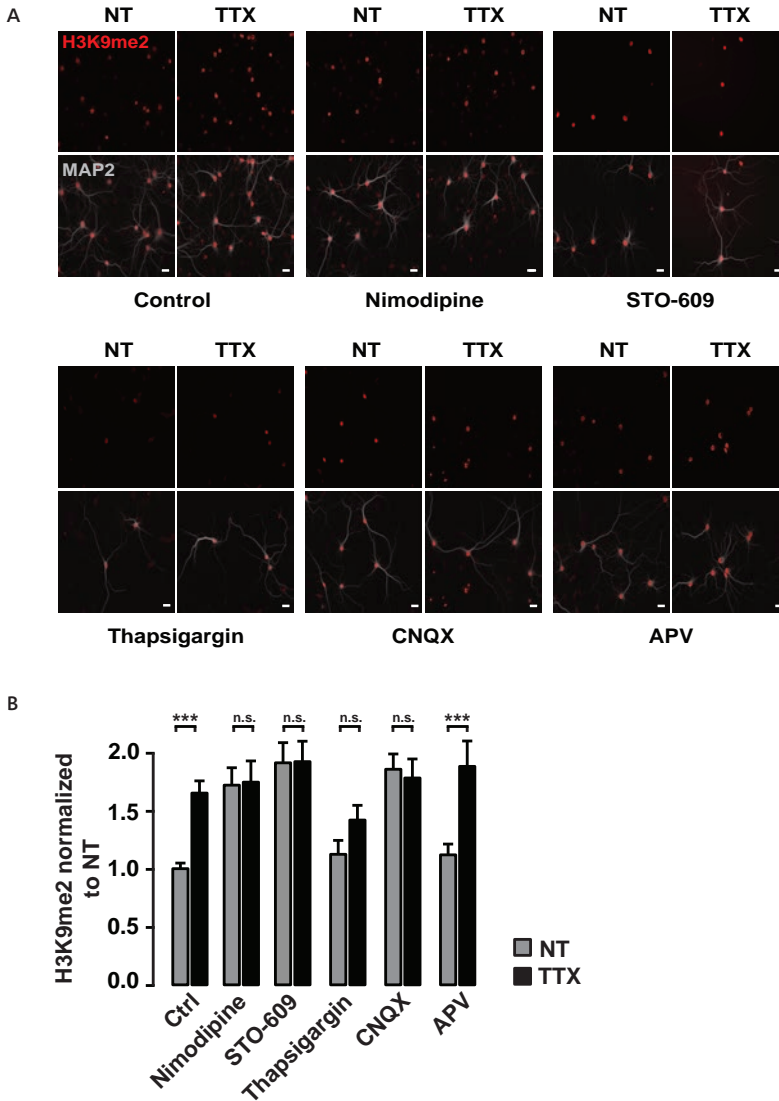 A
NT TTX NT TTX NT TTX
H3K9me2
MAP2
Control Nimodipine STO-609
NT TTX NT TTX NT TTX
Thapsigargin CNQX APV
B
*** n.s. n.s. n.s. n.s. ***
H3K9me2 normalized
to NT
2.0
1.5
1.0
0.5
0.0
Ctrl Nimodipine STO-609 Thapsigargin CNQX APV
NT
TTX